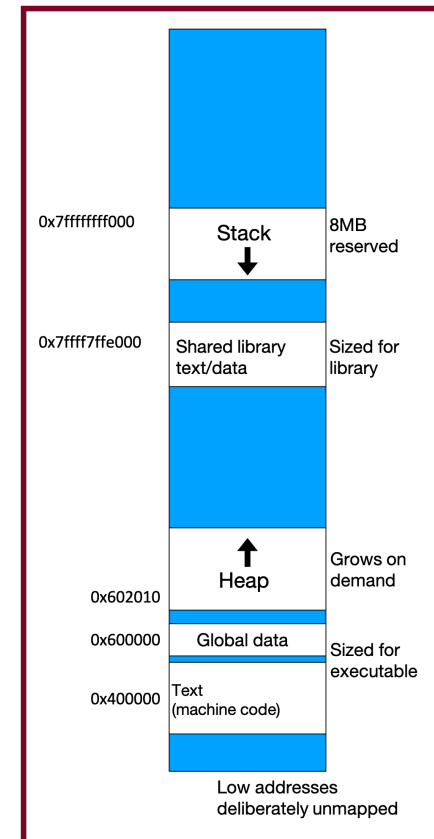 0x7ffffffff000
Stack
8MB
reserved
0x7ffff7ffe000
Shared library
text/data
Sized for
library
Heap
Grows on
demand
0x602010
0x600000
Global data
Sized for
executable
0x400000
Text
(machine code)
Low addresses
deliberately unmapped